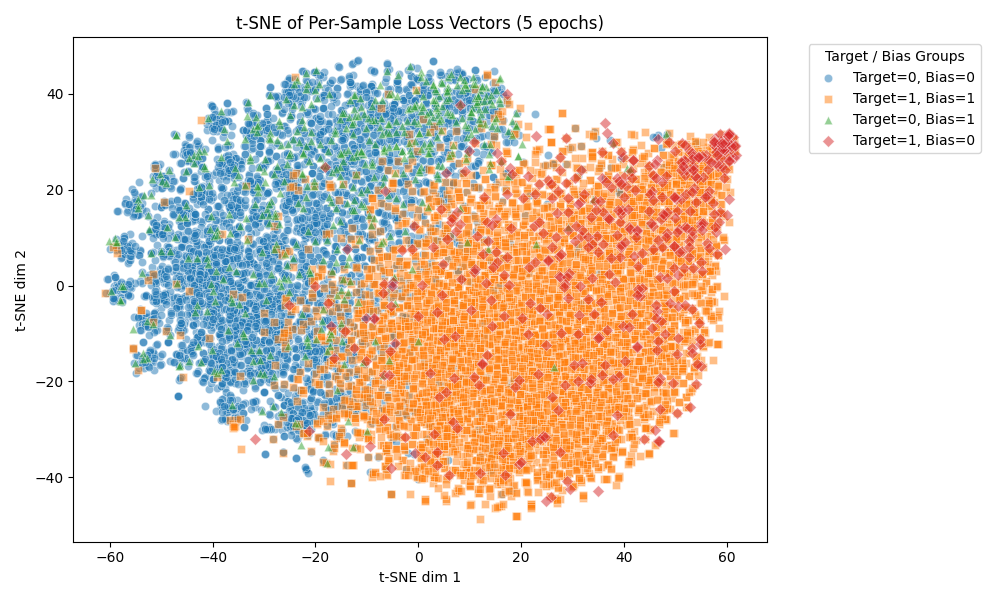 t-SNE of Per-Sample Loss Vectors (5 epochs)
t-SNE dim 2
40
20
0
−20
−40
−60
−40
−20
0
20
40
60
t-SNE dim 1
Target / Bias Groups
Target=0, Bias=0
Target=1, Bias=1
Target=0, Bias=1
Target=1, Bias=0